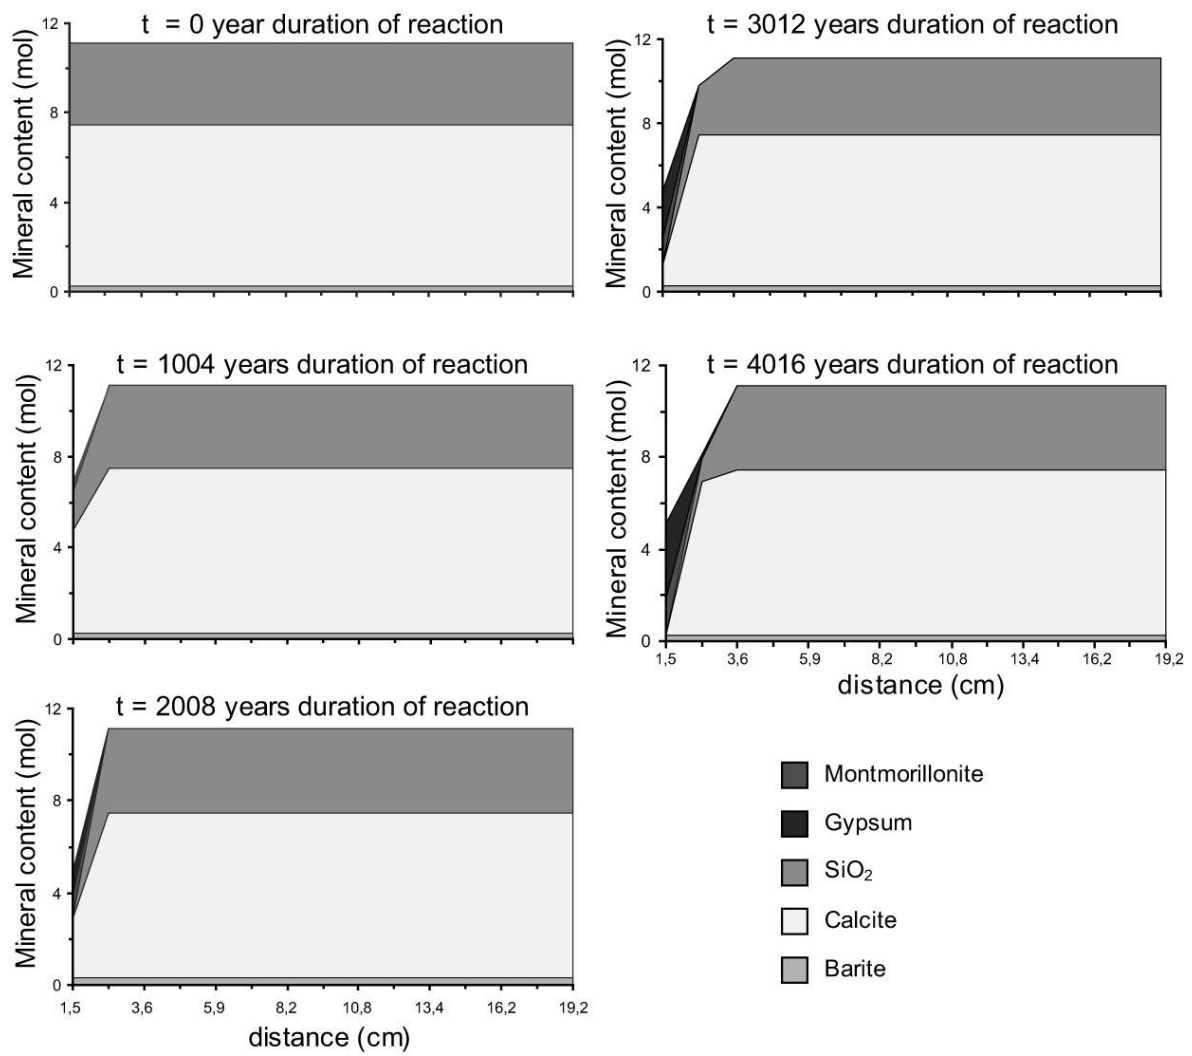 t = 0 year duration of reaction
Mineral content (mol)
12
8
4
0
t = 3012 years duration of reaction
Mineral content (mol)
12
8
4
0
t = 1004 years duration of reaction
Mineral content (mol)
12
8
4
0
t = 4016 years duration of reaction
Mineral content (mol)
12
8
4
0
1,5 3,6 5,9 8,2 10,8 13,4 16,2 19,2
distance (cm)
t = 2008 years duration of reaction
Mineral content (mol)
12
8
4
0
1,5 3,6 5,9 8,2 10,8 13,4 16,2 19,2
distance (cm)
Montmorillonite
Gypsum
SiO₂
Calcite
Barite